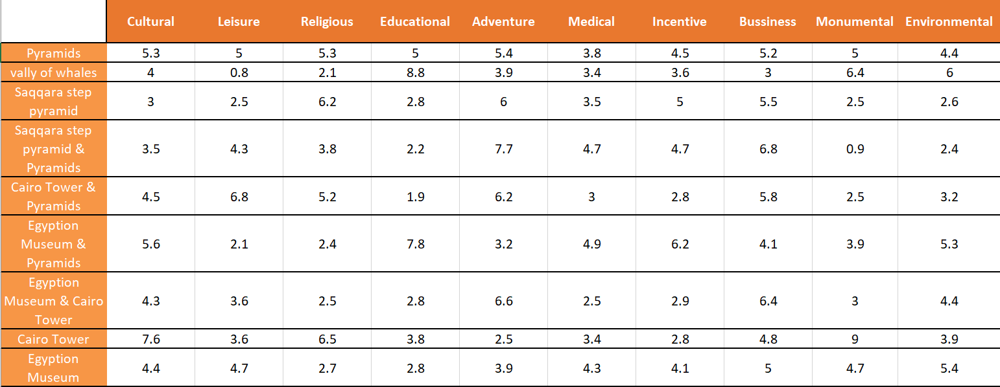 Cultural Leisure Religious Educational Adventure Medical Incentive Bussiness Monumental Environmental
Pyramids 5.3 5 5.3 5 5.4 3.8 4.5 5.2 5 4.4
vally of whales 4 0.8 2.1 8.8 3.9 3.4 3.6 3 6.4 6
Saqqara step
pyramid 3 2.5 6.2 2.8 6 3.5 5 5.5 2.5 2.6
Saqqara step
pyramid & 3.5 4.3 3.8 2.2 7.7 4.7 4.7 6.8 0.9 2.4
Pyramids
Cairo Tower &
Pyramids 4.5 6.8 5.2 1.9 6.2 3 2.8 5.8 2.5 3.2
Egyption
Museum & 5.6 2.1 2.4 7.8 3.2 4.9 6.2 4.1 3.9 5.3
Pyramids
Egyption
Museum & Cairo 4.3 3.6 2.5 2.8 6.6 2.5 2.9 6.4 3 4.4
Tower
Cairo Tower 7.6 3.6 6.5 3.8 2.5 3.4 2.8 4.8 9 3.9
Egyption
Museum 4.4 4.7 2.7 2.8 3.9 4.3 4.1 5 4.7 5.4